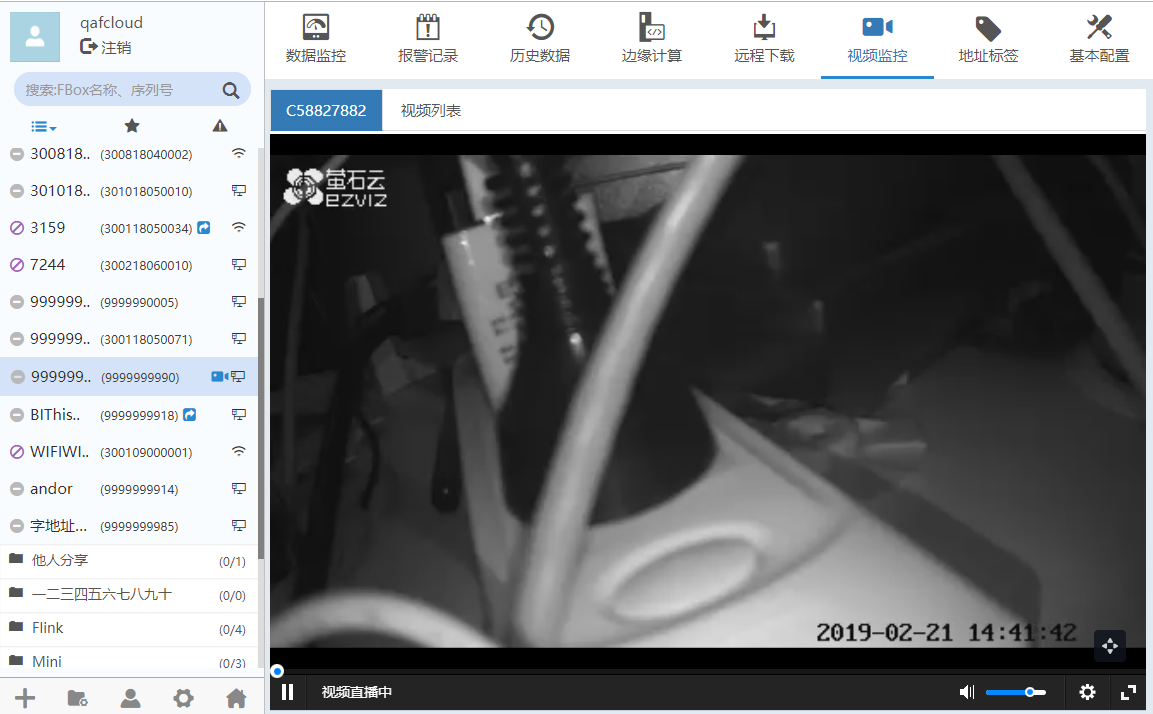 qafcloud
注销
搜索:FBox名称、序列号
300818.. (300818040002)
301018.. (301018050010)
3159 (300118050034)
7244 (300218060010)
999999.. (9999990005)
999999.. (300118050071)
999999.. (9999999990)
BIThis.. (9999999918)
WIFIWI.. (300109000001)
andor (9999999914)
字地址... (9999999985)
他人分享 (0/1)
一二三四五六七八九十 (0/0)
Flink (0/4)
Mini (0/3)
数据监控 报警记录 历史数据 边缘计算 远程下载 视频监控 地址标签 基本配置
C58827882 视频列表
萤石云
ezviz
2019-02-21 14:41:42
视频直播中